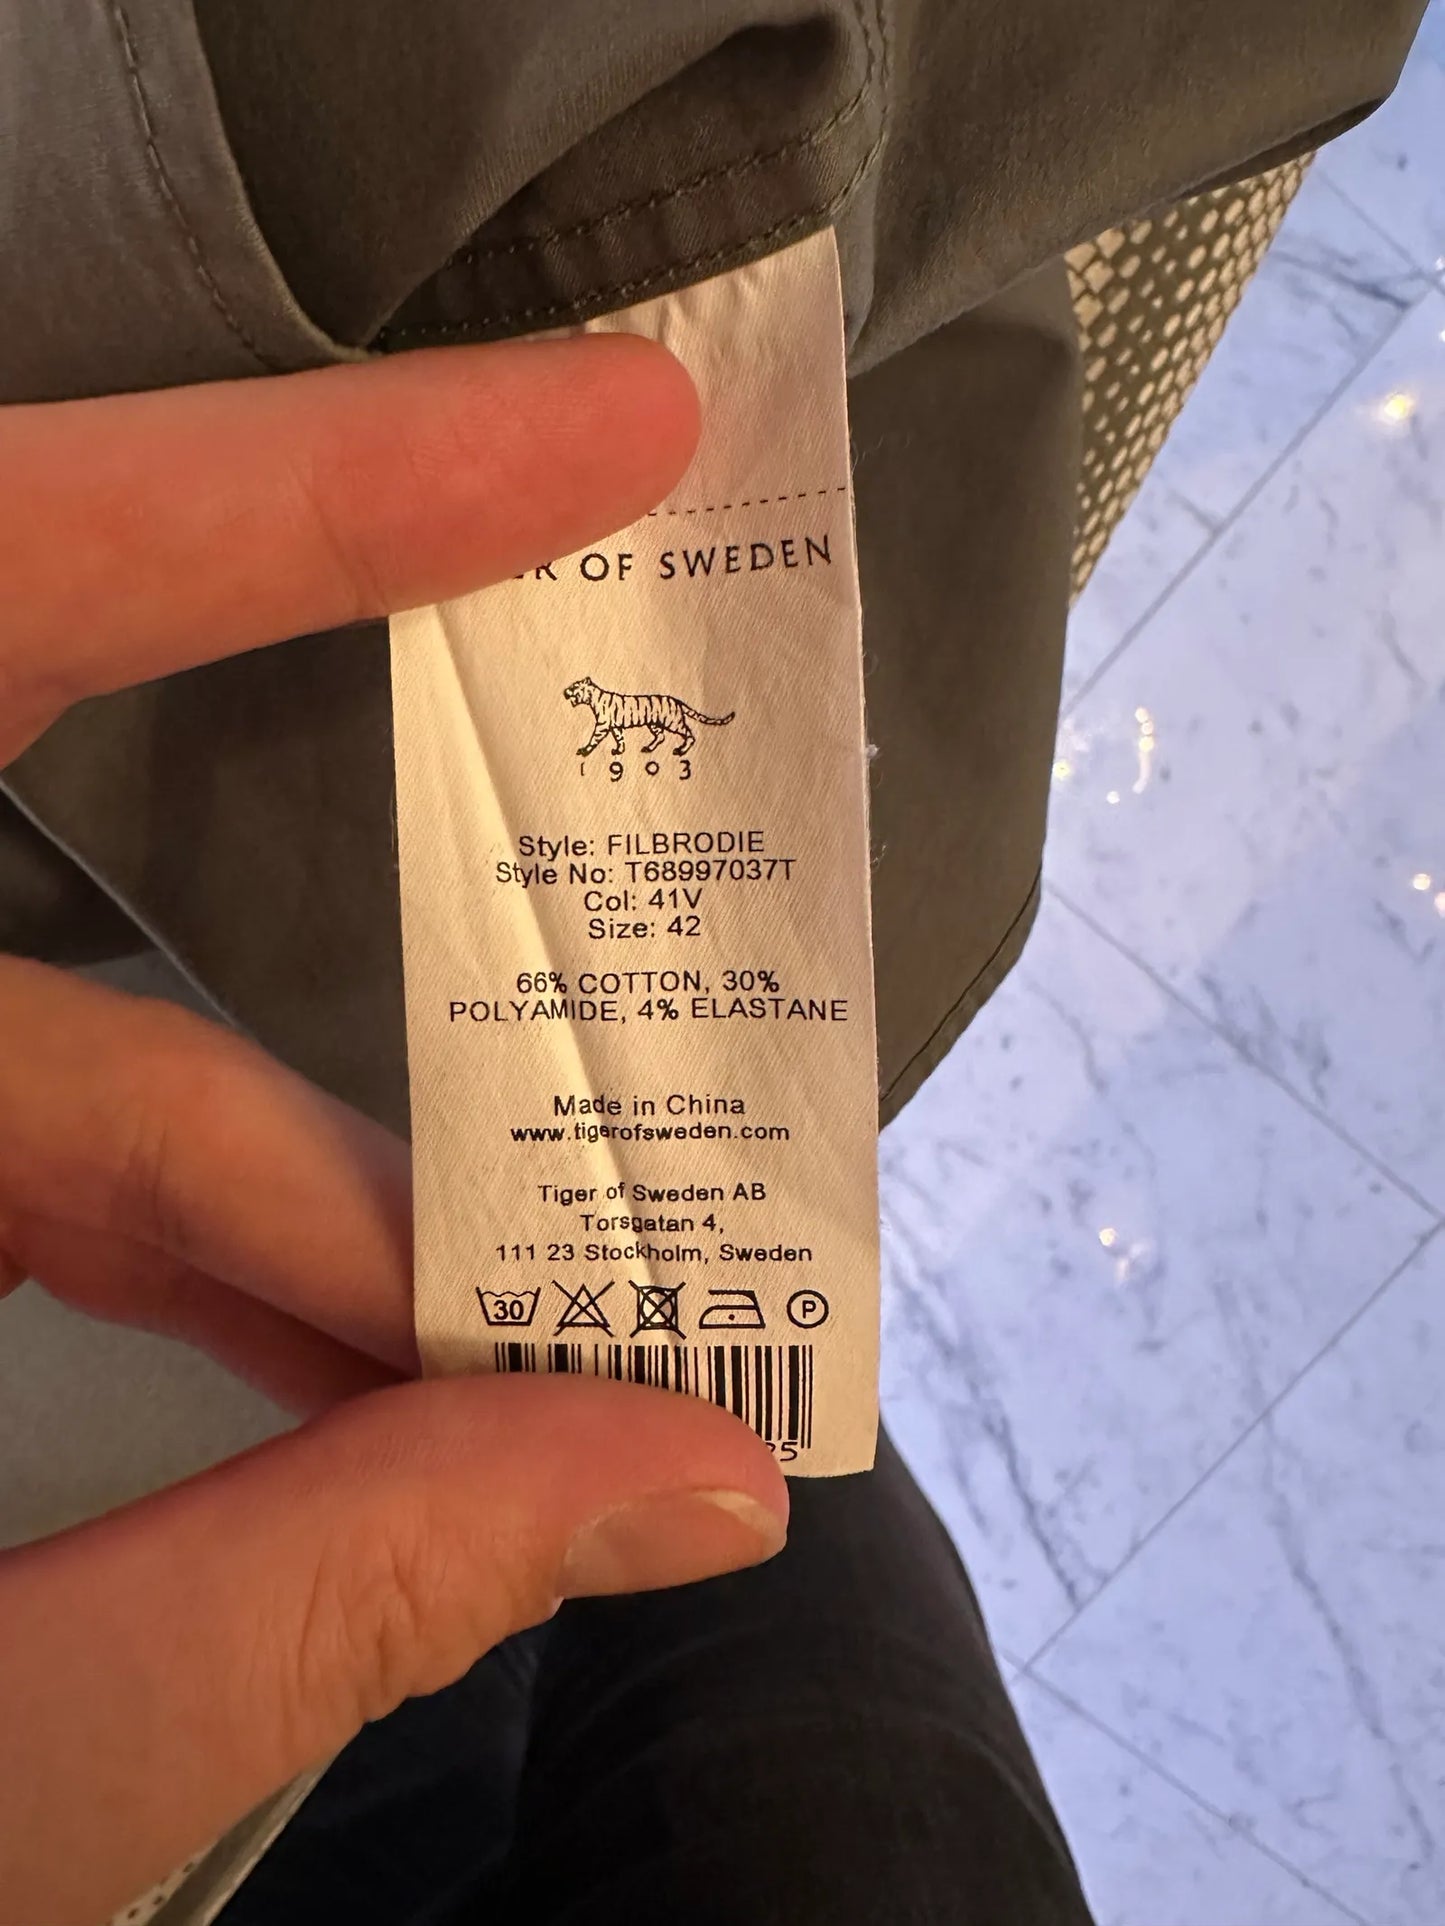 OF SWEDEN
1903
Style: FILBRODIE
Style No: T68997037T
Col: 41V
Size: 42
66% COTTON, 30%
POLYAMIDE, 4% ELASTANE
Made in China
www.tigerofsweden.com
Tiger of Sweden AB
Torsgatan 4,
111 23 Stockholm, Sweden
30 P